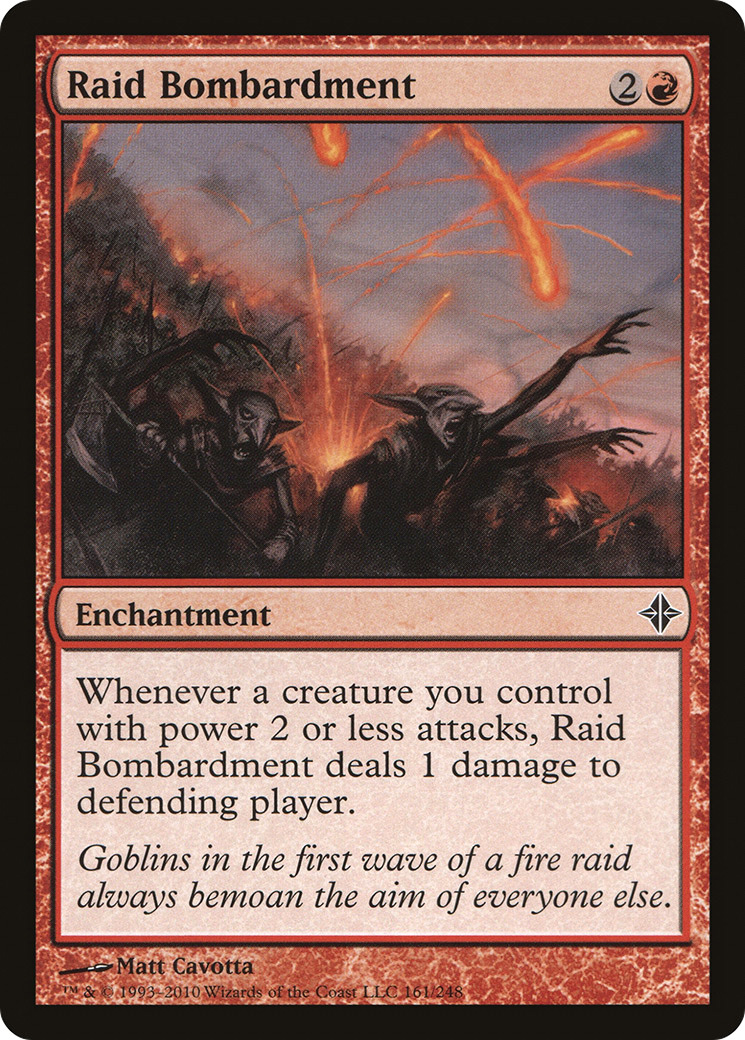 Raid Bombardment 2
Enchantment
Whenever a creature you control
with power 2 or less attacks, Raid
Bombardment deals 1 damage to
defending player.
Goblins in the first wave of a fire raid
always bemoan the aim of everyone else.
Matt Cavotta
™ & © 1993–2010 Wizards of the Coast LLC 161/248